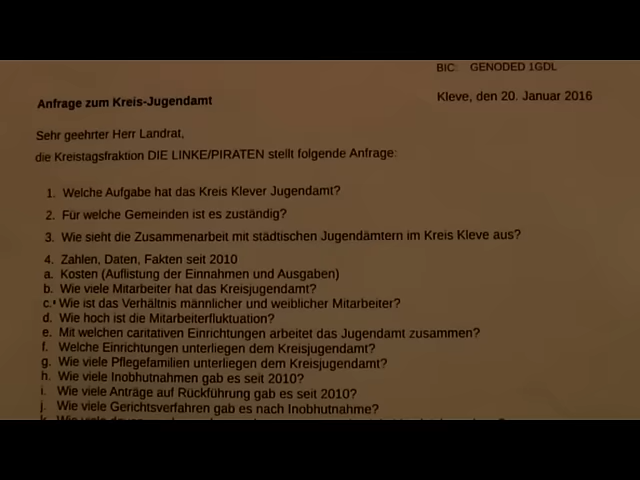 BIC: GENODED 1GDL
Anfrage zum Kreis-Jugendamt
Kleve, den 20. Januar 2016
Sehr geehrter Herr Landrat,
die Kreistagsfraktion DIE LINKE/PIRATEN stellt folgende Anfrage:
1. Welche Aufgabe hat das Kreis Klever Jugendamt?
2. Für welche Gemeinden ist es zuständig?
3. Wie sieht die Zusammenarbeit mit städtischen Jugendämtern im Kreis Kleve aus?
4. Zahlen, Daten, Fakten seit 2010
a. Kosten (Auflistung der Einnahmen und Ausgaben)
b. Wie viele Mitarbeiter hat das Kreisjugendamt?
c. Wie ist das Verhältnis männlicher und weiblicher Mitarbeiter?
d. Wie hoch ist die Mitarbeiterfluktuation?
e. Mit welchen caritativen Einrichtungen arbeitet das Jugendamt zusammen?
f. Welche Einrichtungen unterliegen dem Kreisjugendamt?
g. Wie viele Pflegefamilien unterliegen dem Kreisjugendamt?
h. Wie viele Inobhutnahmen gab es seit 2010?
i. Wie viele Anträge auf Rückführung gab es seit 2010?
j. Wie viele Gerichtsverfahren gab es nach Inobhutnahme?
k. Wie viele